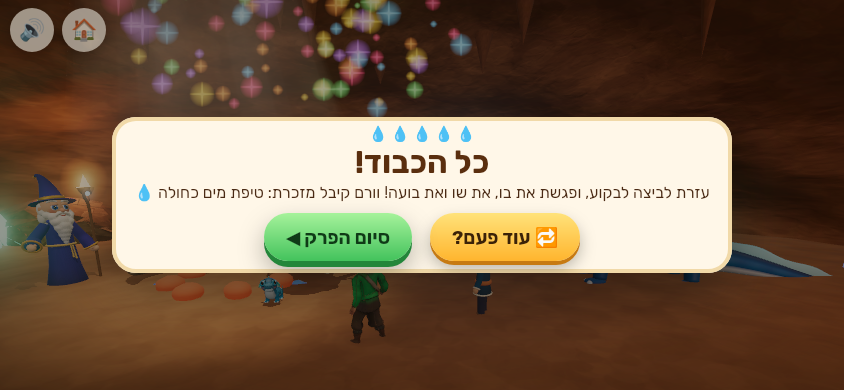 כל הכבוד!
עזרת לביצה לבקוע, ופגשת את בו, את שו ואת בועה! וורם קיבל מזכרת: טיפת מים כחולה 💧
🔁 עוד פעם?
סיום הפרק ◀